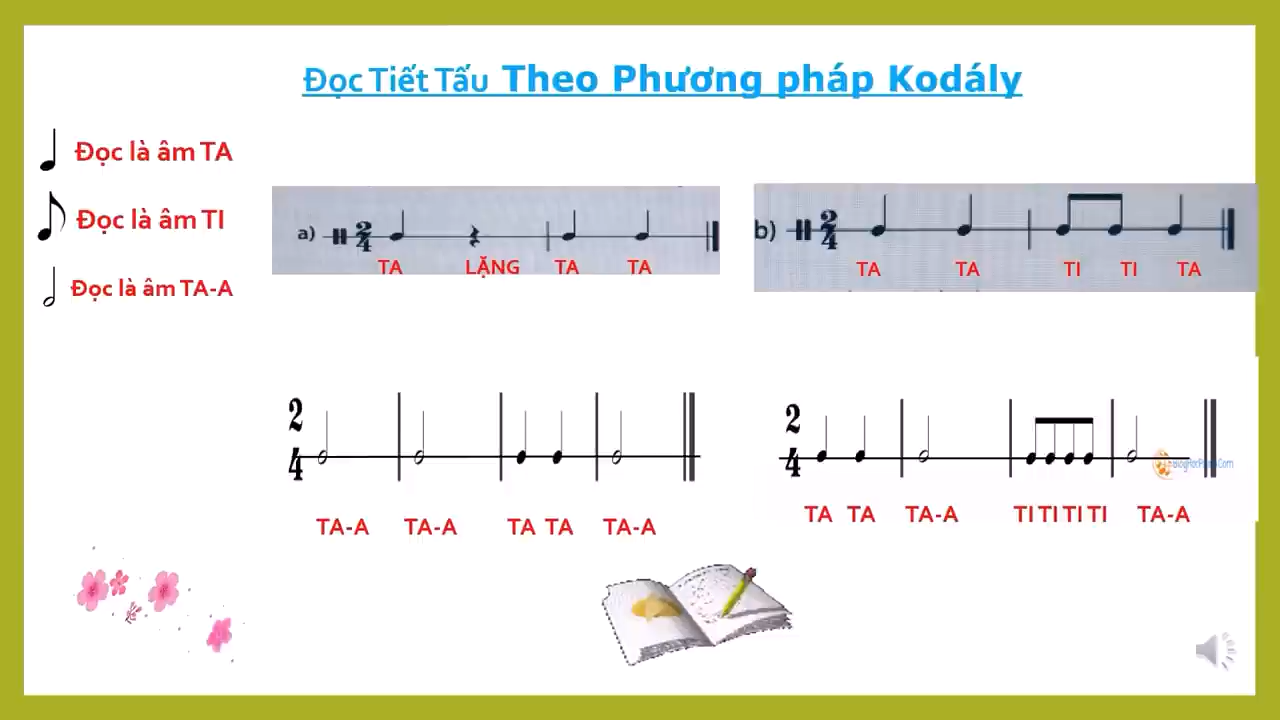 Đọc Tiết Tấu Theo Phương pháp Kodály
Đọc là âm TA
Đọc là âm TI
Đọc là âm TA-A
a) 2 4
TA LẶNG TA TA
b) 2 4
TA TA TI TI TA
2 4
TA-A TA-A TA TA TA-A
2 4
BlogHocPiano.Com
TA TA TA-A TI TI TI TI TA-A